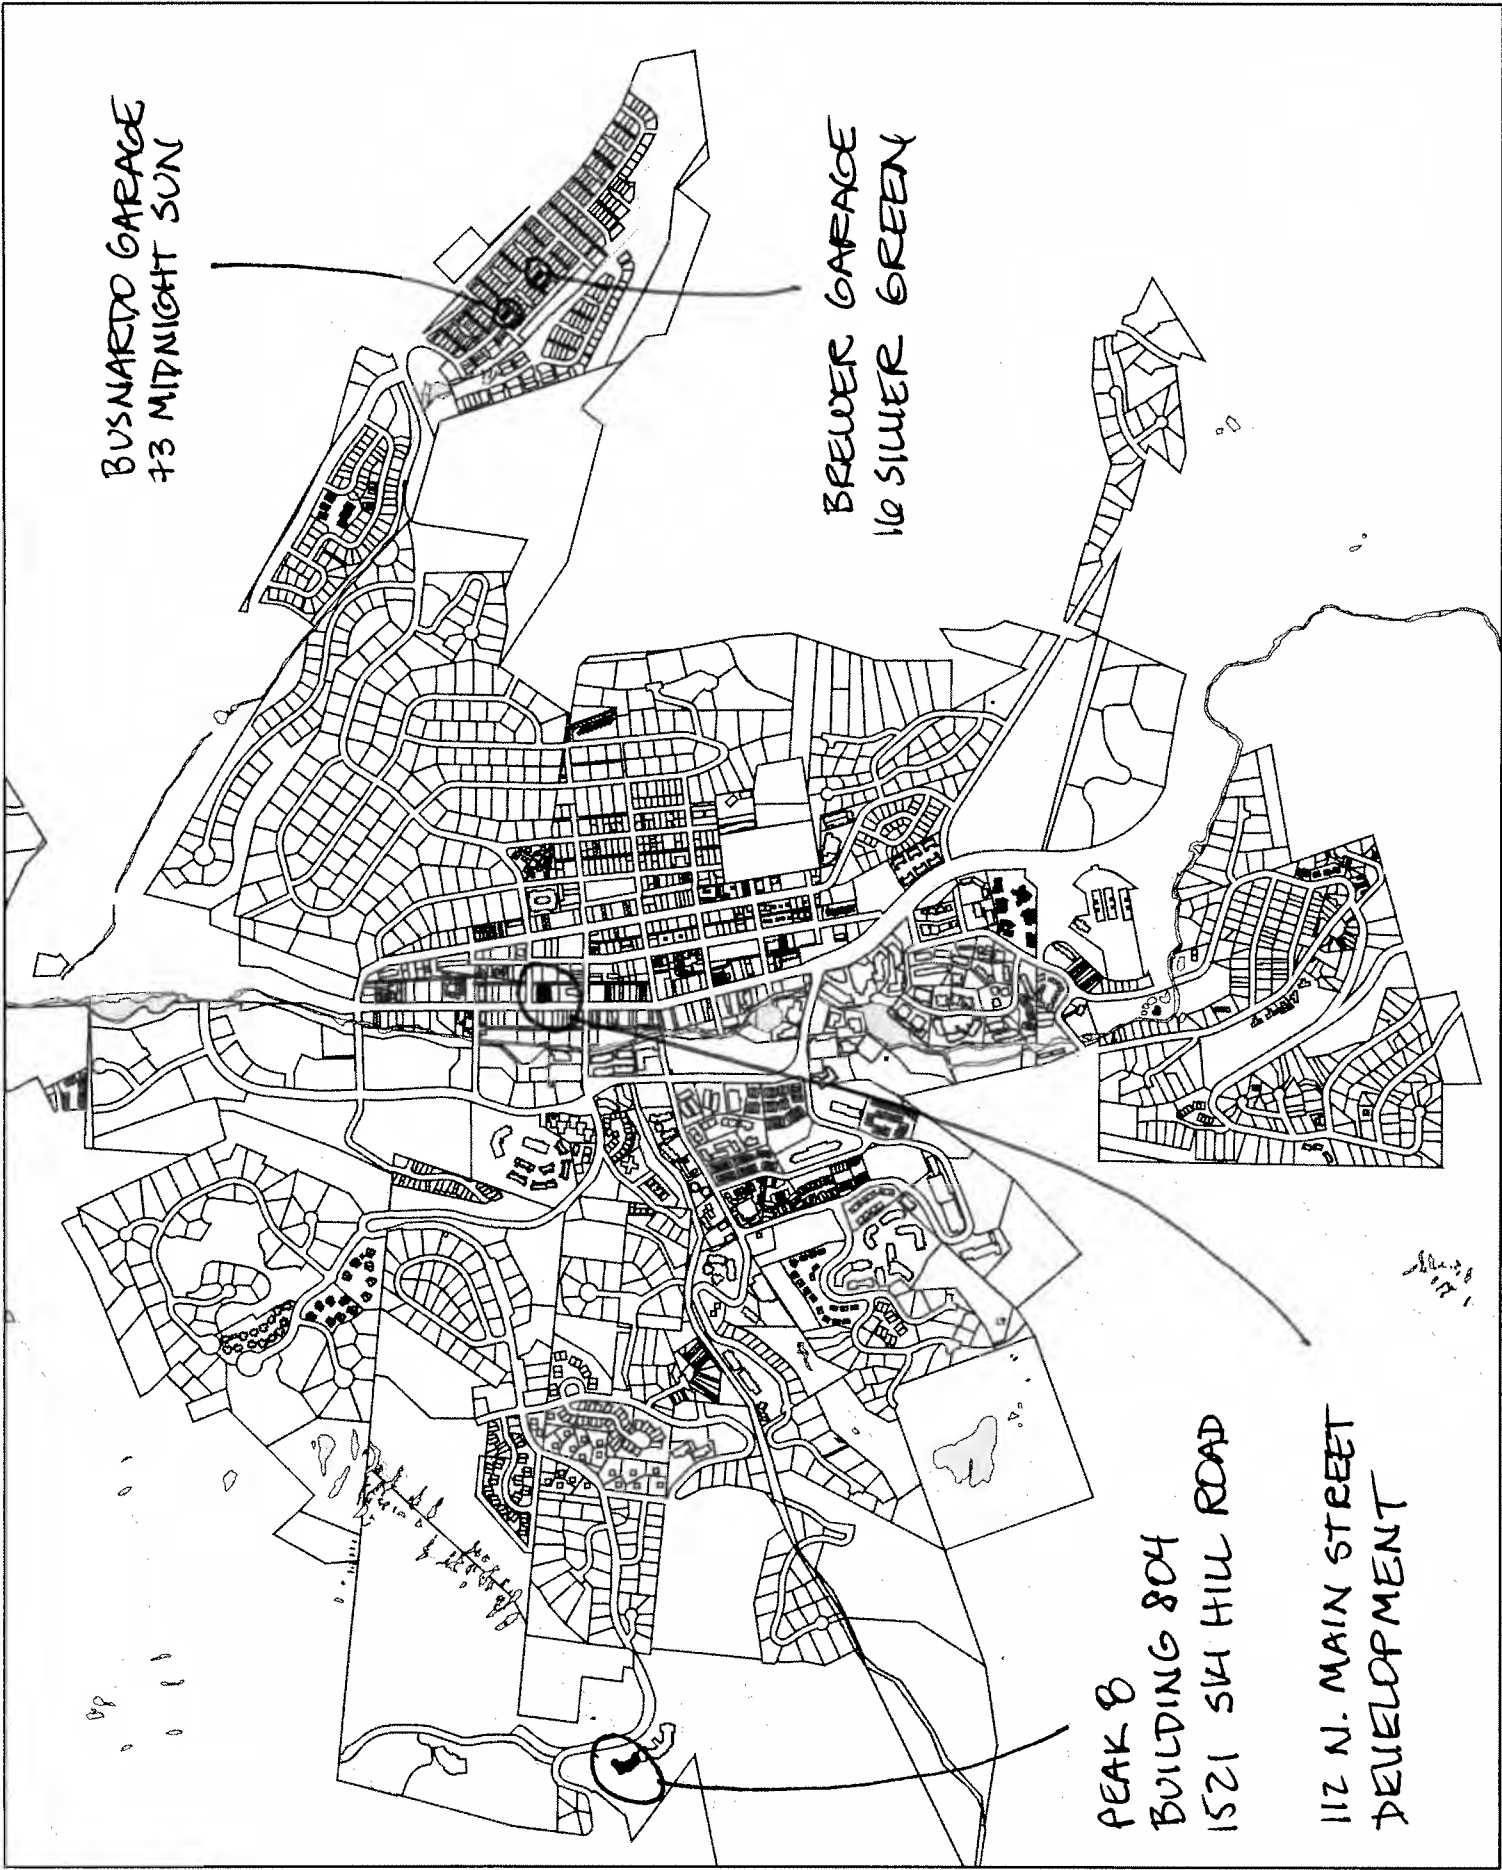 BUSNARDO GARAGE
73 MIDNIGHT SUN
BREWER GARAGE
16 SILVER GREEN
PEAK 8
BUILDING 804
1521 SKI HILL ROAD
112 N. MAIN STREET
DEVELOPMENT